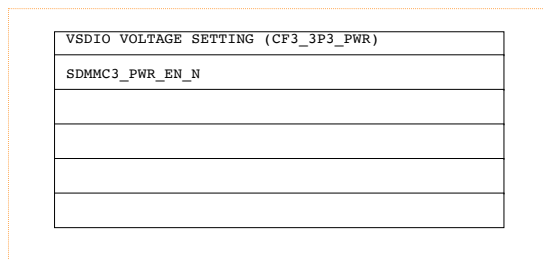 VSDIO VOLTAGE SETTING (CF3_3P3_PWR)
SDMMC3_PWR_EN_N